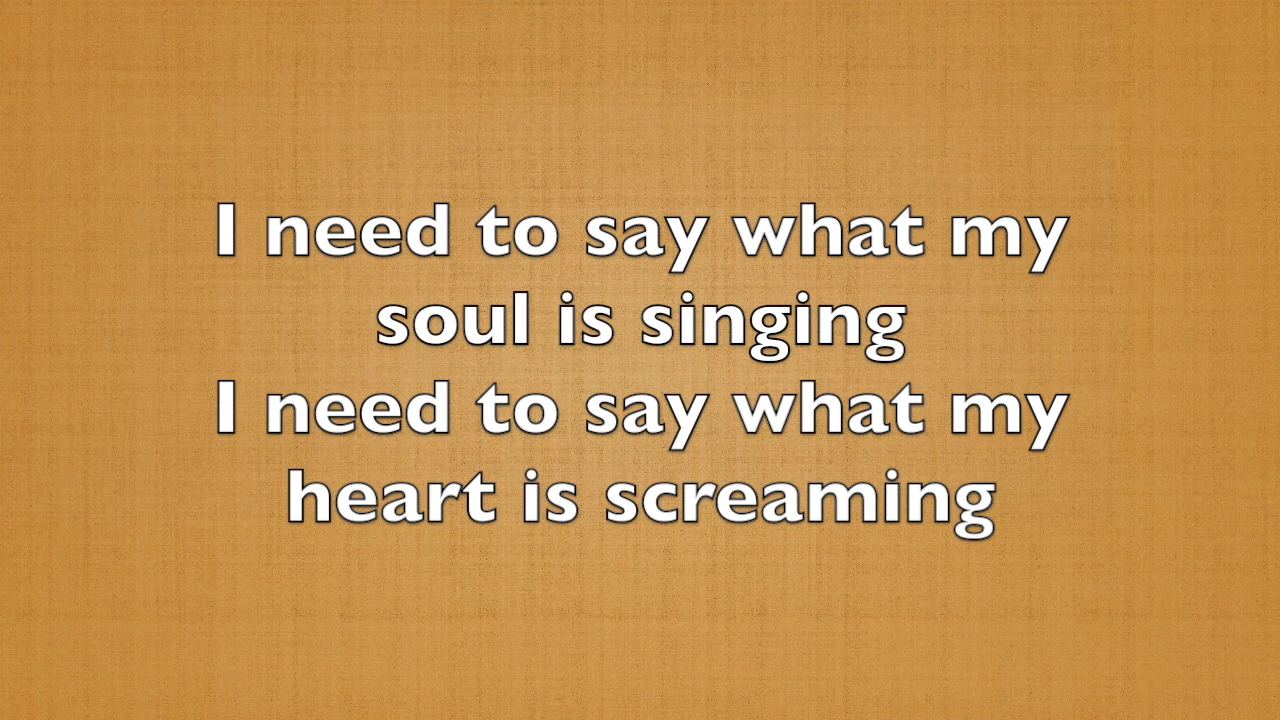 I need to say what my
soul is singing
I need to say what my
heart is screaming